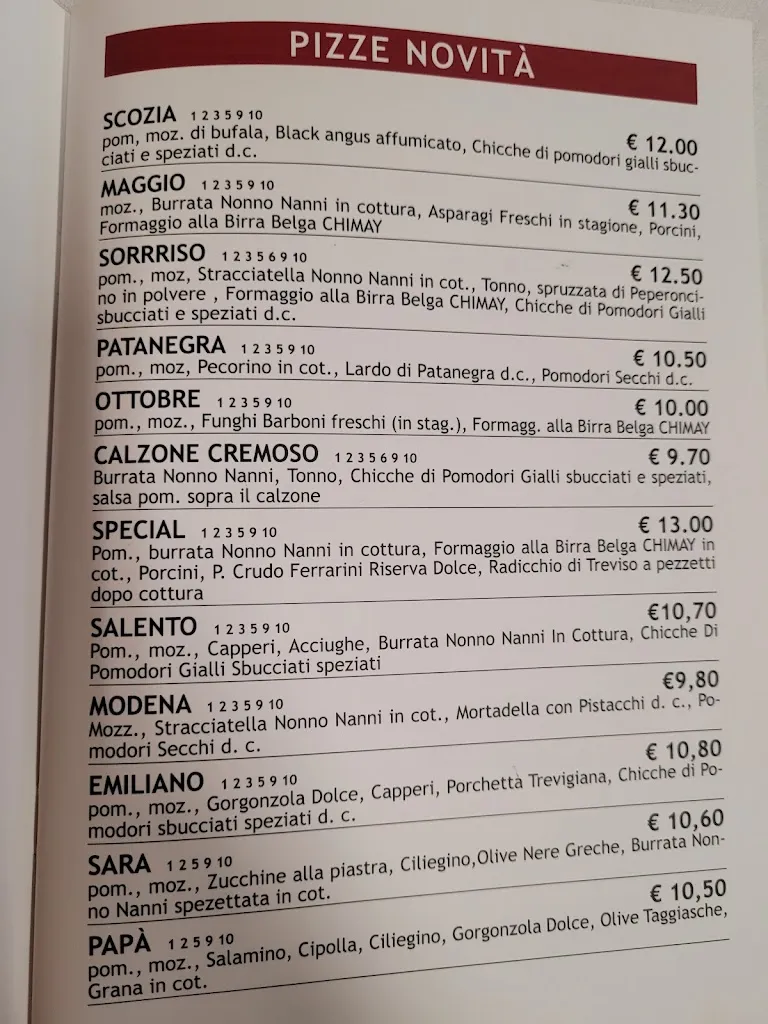 PIZZE NOVITÀ
SCOZIA 1 2 3 5 9 10 € 12.00
pom, moz. di bufala, Black angus affumicato, Chicche di pomodori gialli sbuc-
ciati e speziati d.c.
MAGGIO 1 2 3 5 9 10 € 11.30
moz., Burrata Nonno Nanni in cottura, Asparagi Freschi in stagione, Porcini,
Formaggio alla Birra Belga CHIMAY
SORRRISO 1 2 3 5 6 9 10 € 12.50
pom., moz, Stracciatella Nonno Nanni in cot., Tonno, spruzzata di Peperonci-
no in polvere , Formaggio alla Birra Belga CHIMAY, Chicche di Pomodori Gialli
sbucciati e speziati d.c.
PATANEGRA 1 2 3 5 9 10 € 10.50
pom., moz, Pecorino in cot., Lardo di Patanegra d.c., Pomodori Secchi d.c.
OTTOBRE 1 2 3 5 9 10 € 10.00
pom., moz., Funghi Barboni freschi (in stag.), Formagg. alla Birra Belga CHIMAY
CALZONE CREMOSO 1 2 3 5 6 9 10 € 9.70
Burrata Nonno Nanni, Tonno, Chicche di Pomodori Gialli sbucciati e speziati,
salsa pom. sopra il calzone
SPECIAL 1 2 3 5 9 10 € 13.00
Pom., burrata Nonno Nanni in cottura, Formaggio alla Birra Belga CHIMAY in
cot., Porcini, P. Crudo Ferrarini Riserva Dolce, Radicchio di Treviso a pezzetti
dopo cottura
SALENTO 1 2 3 5 9 10 €10,70
Pom., moz., Capperi, Acciughe, Burrata Nonno Nanni In Cottura, Chicche Di
Pomodori Gialli Sbucciati speziati
MODENA 1 2 3 5 9 10 €9,80
Mozz., Stracciatella Nonno Nanni in cot., Mortadella con Pistacchi d. c., Po-
modori Secchi d. c.
EMILIANO 1 2 3 5 9 10 € 10,80
pom., moz., Gorgonzola Dolce, Capperi, Porchetta Trevigiana, Chicche di Po-
modori sbucciati speziati d. c.
SARA 1 2 5 9 10 € 10,60
pom., moz., Zucchine alla piastra, Ciliegino,Olive Nere Greche, Burrata Non-
no Nanni spezettata in cot.
PAPÀ 1 2 5 9 10 € 10,50
pom., moz., Salamino, Cipolla, Ciliegino, Gorgonzola Dolce, Olive Taggiasche,
Grana in cot.